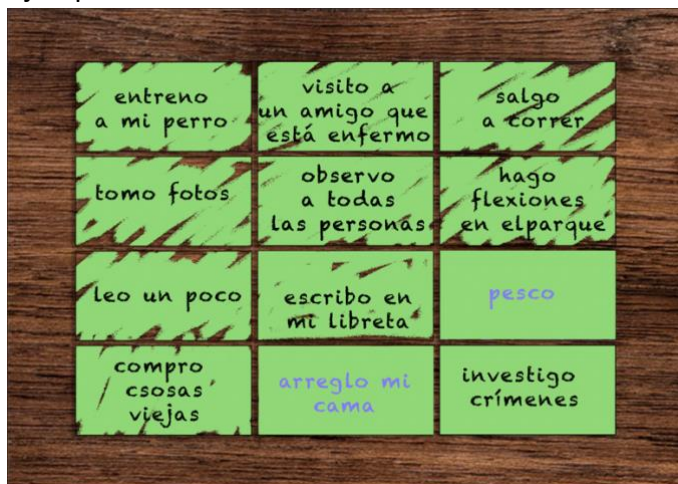 entreno
a mi perro
visito a
un amigo que
está enfermo
salgo
a correr
tomo fotos
observo
a todas
las personas
hago
flexiones
en elparque
leo un poco
escribo en
mi libreta
pesco
compro
csosas
viejas
arreglo mi
cama
investigo
crímenes